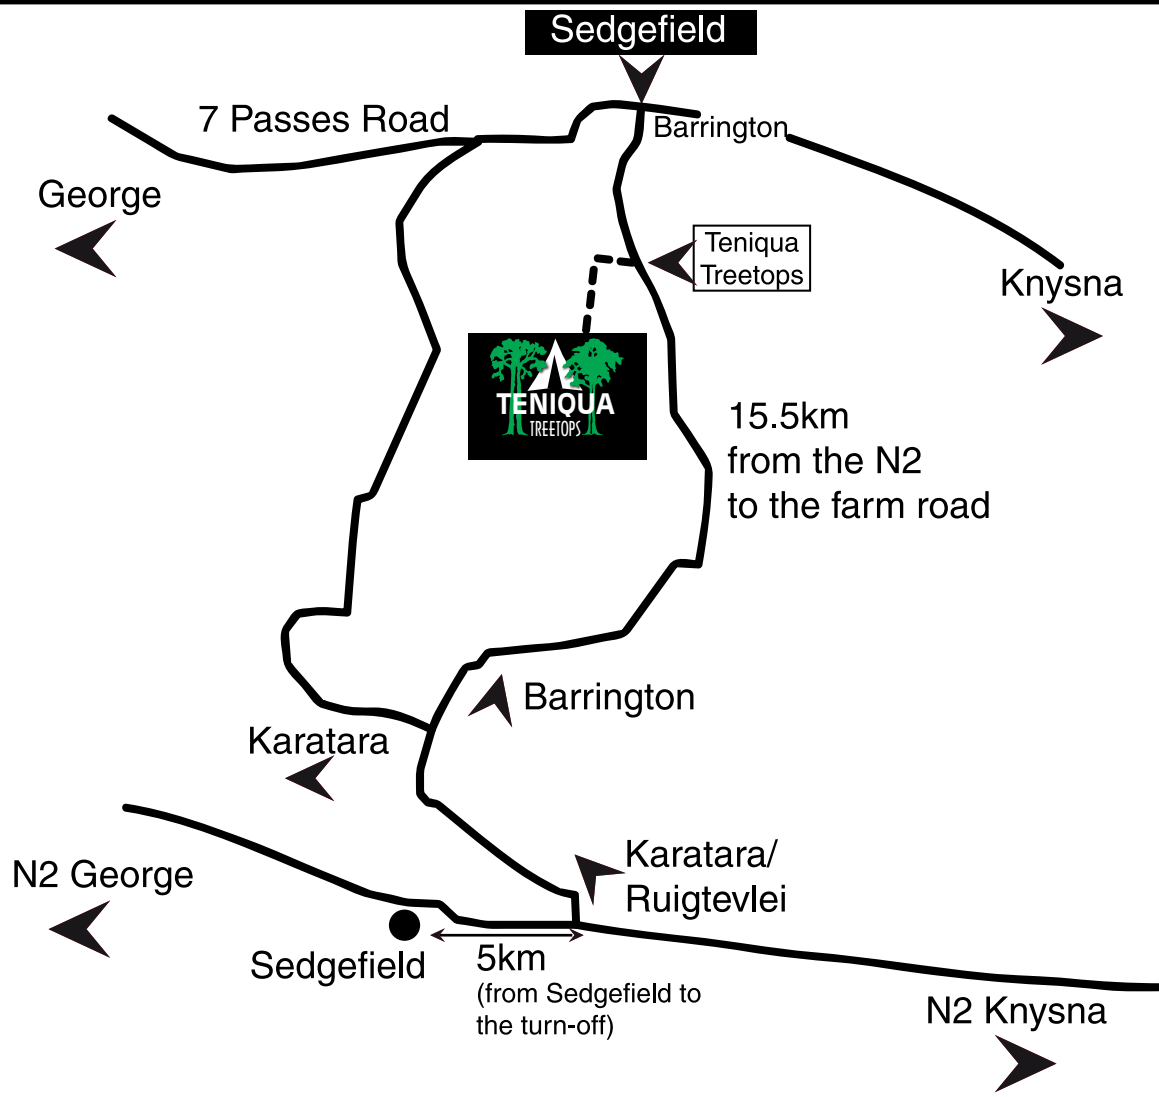 Sedgefield
7 Passes Road
Barrington
George
Teniqua
Treetops
Knysna
TENIQUA
TREETOPS
15.5km
from the N2
to the farm road
Barrington
Karatara
Karatara/
Ruigtevlei
N2 George
Sedgefield
5km
(from Sedgefield to
the turn-off)
N2 Knysna